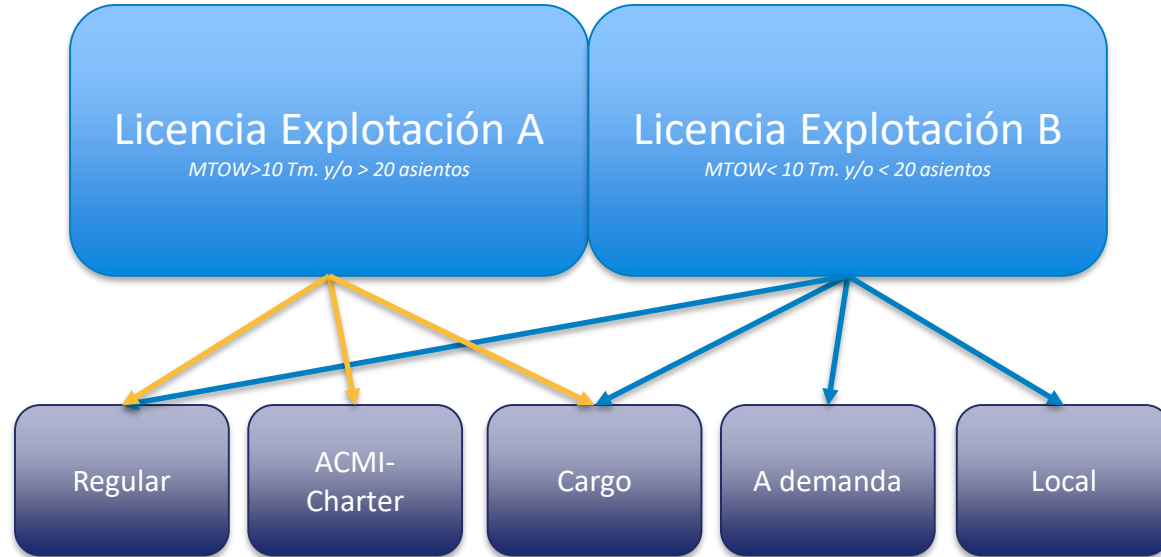 Licencia Explotación A
MTOW>10 Tm. y/o > 20 asientos
Licencia Explotación B
MTOW< 10 Tm. y/o < 20 asientos
Regular
ACMI-
Charter
Cargo
A demanda
Local